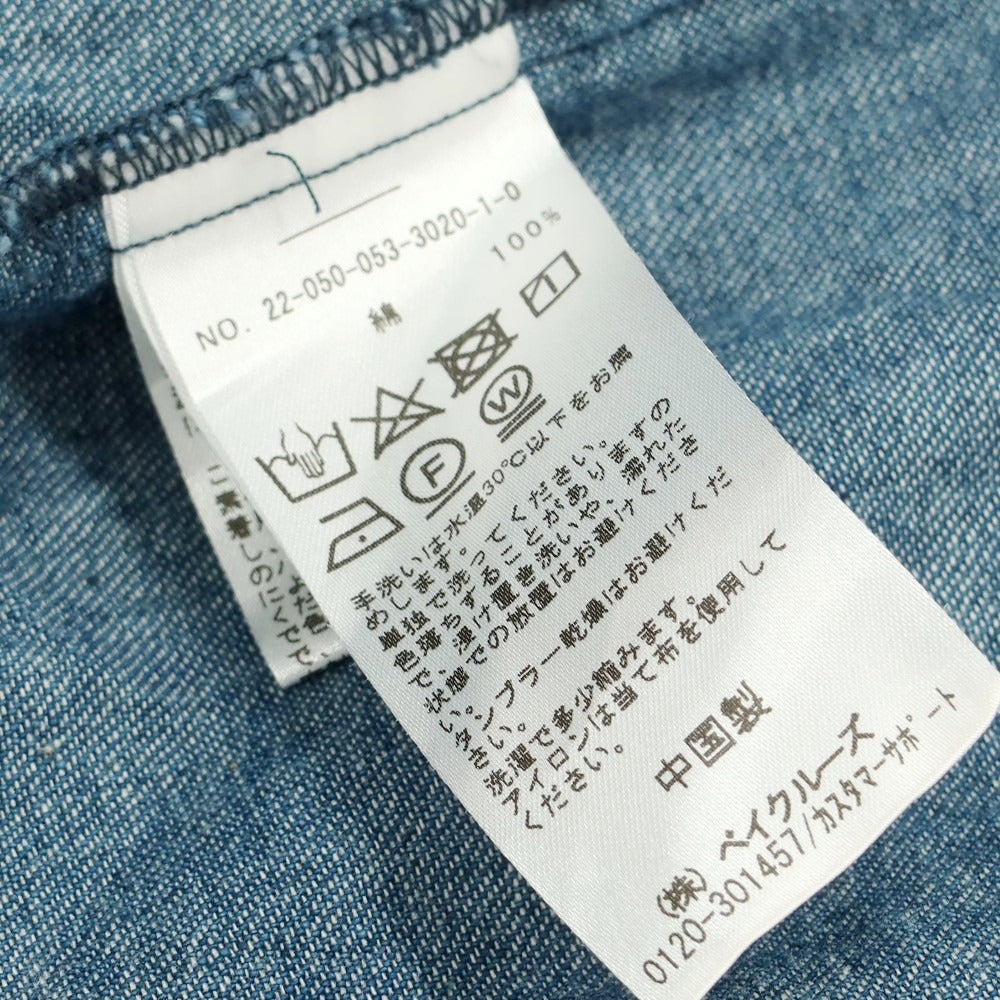 NO. 22-050-053-3020-1-0
綿 100%
F W
手洗いは水温30℃以下をお薦
めします。
単独で洗ってください。
色落ちすることがありますの
で、浸け置き洗いや、濡れた
状態での放置はお避けくださ
い。
タンブラー乾燥はお避けくだ
さい。
洗濯で多少縮みます。
アイロンは当て布を使用して
ください。
中国製
(株) ベイクルーズ
0120-301457/カスタマーサポート